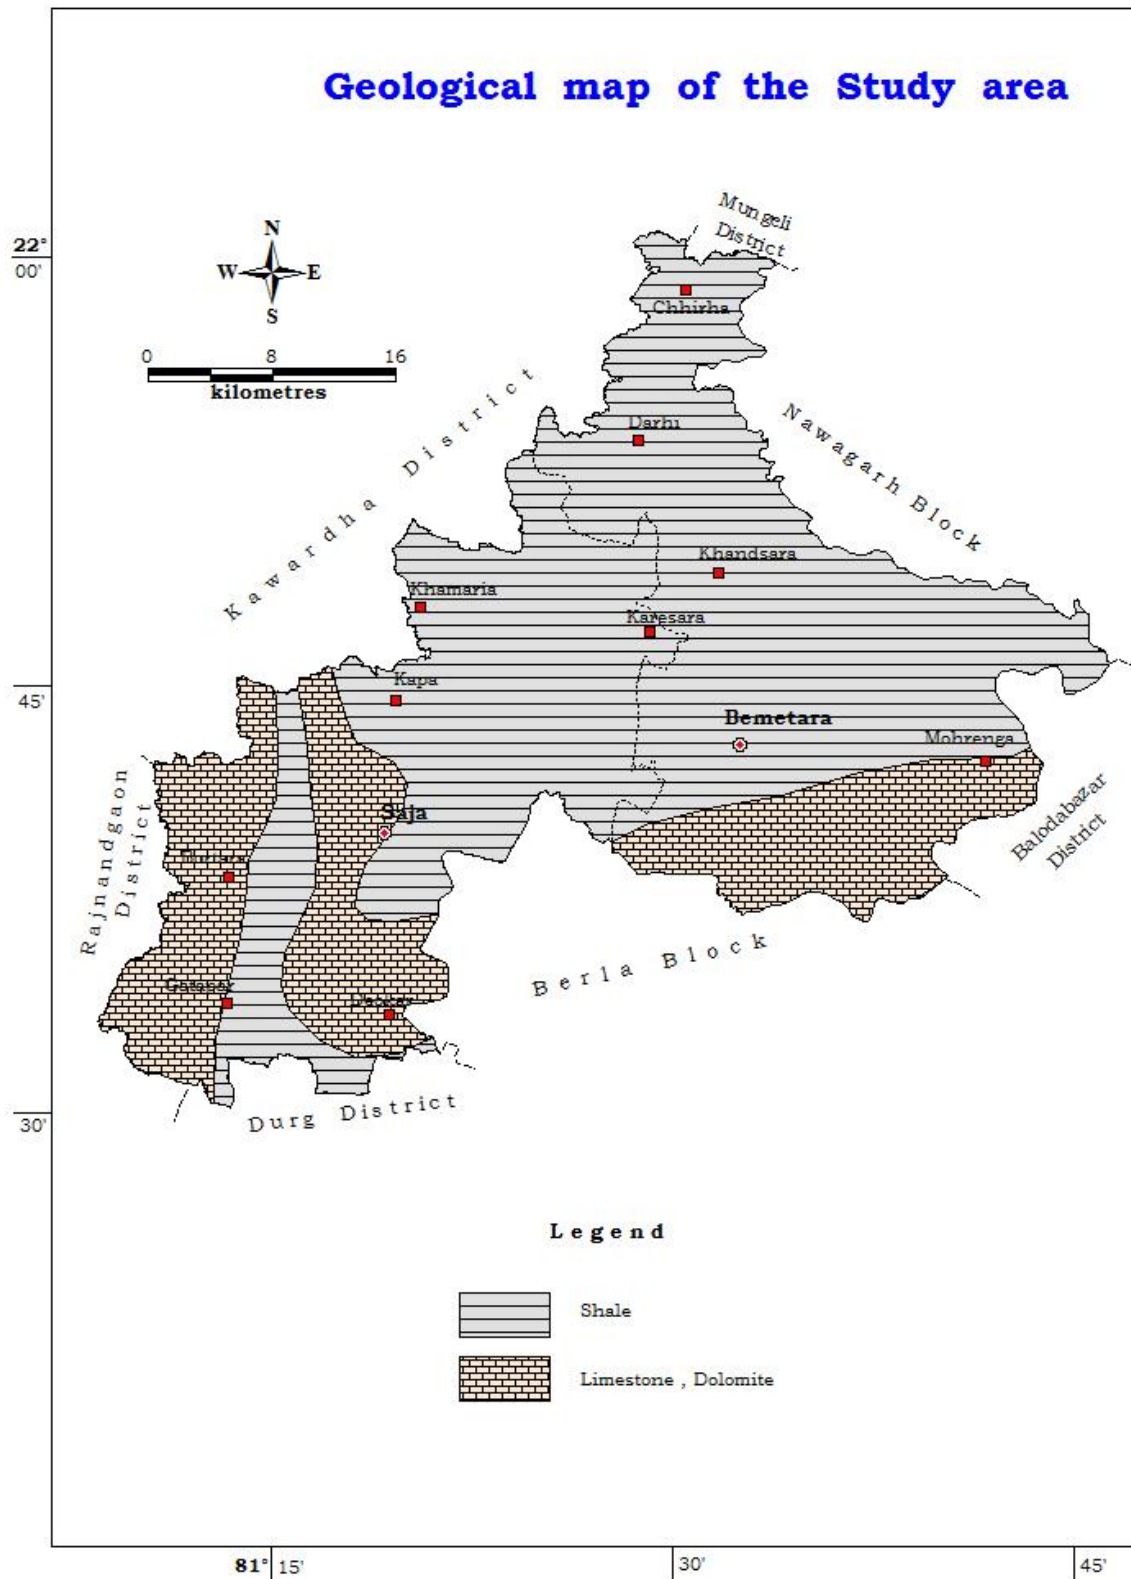 Geological map of the Study area
Mungeli
District
22°
00'
N
W E
S
Chhirha
0 8 16
kilometres
Kawardha District
Nawagarh Block
Darhi
Khandsara
Khamaria
Karesara
45'
Kapa
Bemetara
Mohrenga
Rajnandgaon
District
Saja
Balodabazar
District
Berla Block
Deokar
Durg District
30'
Legend
Shale
Limestone , Dolomite
81° 15' 30' 45'